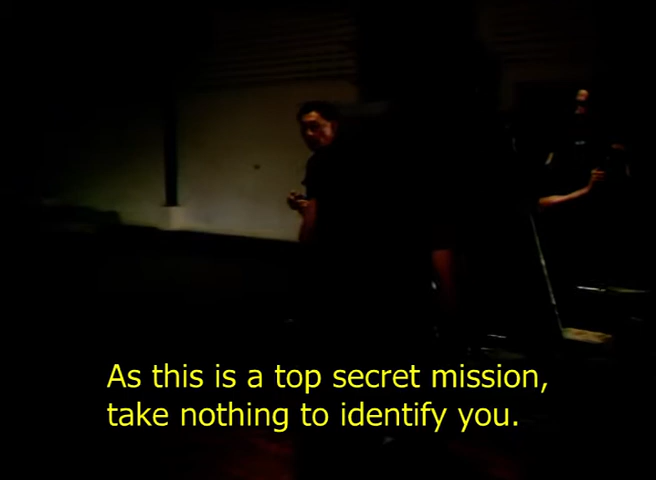 As this is a top secret mission,
take nothing to identify you.